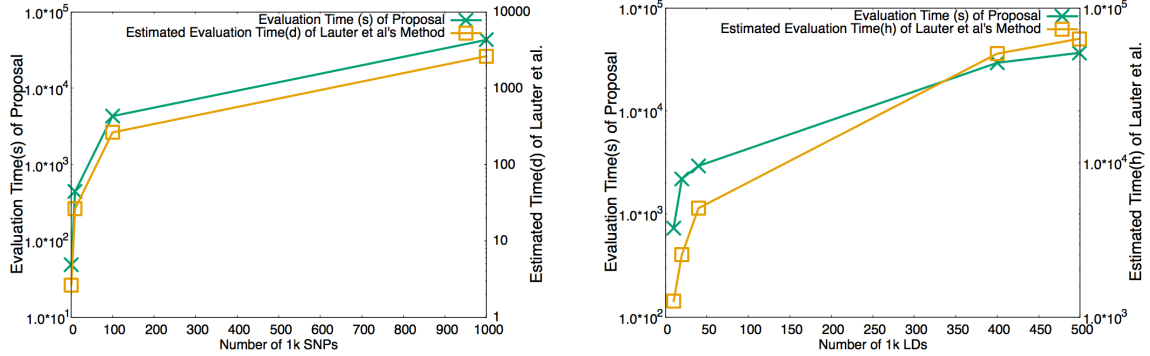 Evaluation Time (s) of Proposal
Estimated Evaluation Time(d) of Lauter et al's Method
1.0*10^5
1.0*10^4
1.0*10^3
1.0*10^2
1.0*10^1
Evaluation Time(s) of Proposal
10000
1000
100
10
1
Estimated Time(d) of Lauter et al.
0 100 200 300 400 500 600 700 800 900 1000
Number of 1k SNPs
Evaluation Time (s) of Proposal
Estimated Evaluation Time(h) of Lauter et al's Method
1.0*10^5
1.0*10^4
1.0*10^3
1.0*10^2
Evaluation Time(s) of Proposal
1.0*10^5
1.0*10^4
1.0*10^3
Estimated Time(h) of Lauter et al.
0 50 100 150 200 250 300 350 400 450 500
Number of 1k LDs